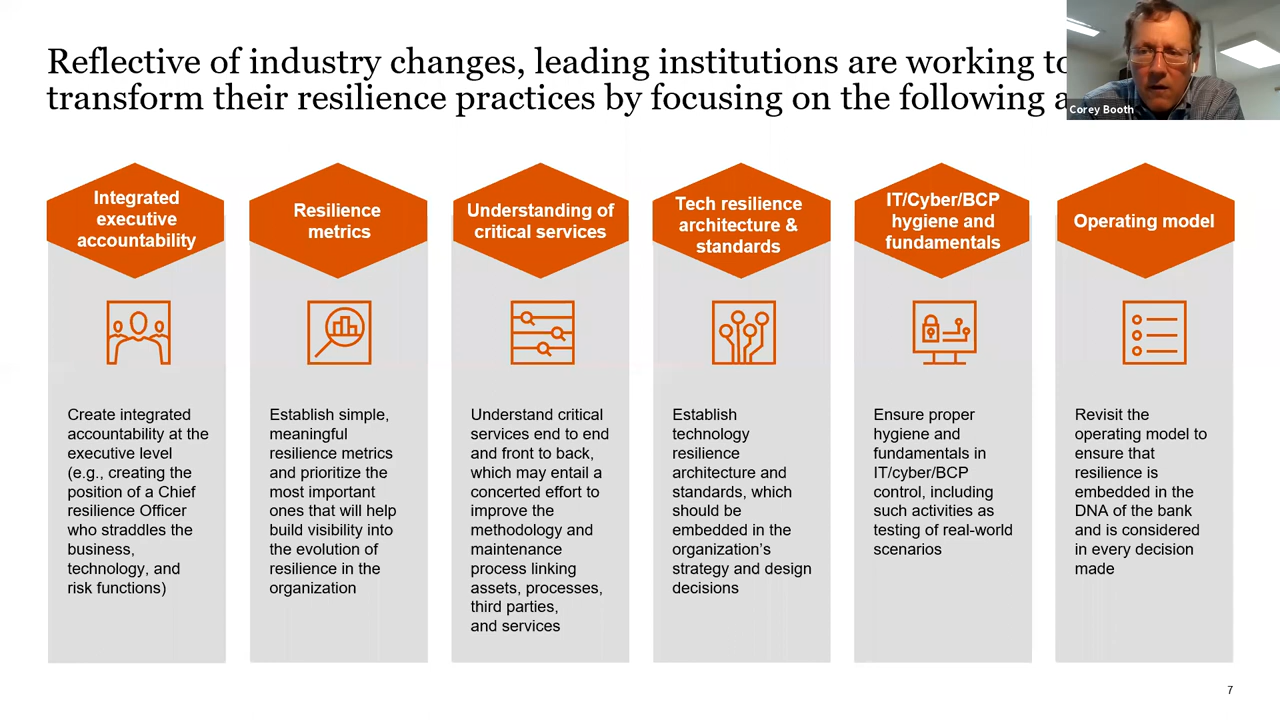 Reflective of industry changes, leading institutions are working to
transform their resilience practices by focusing on the following
Corey Booth
Integrated
executive
accountability
Create integrated
accountability at the
executive level
(e.g., creating the
position of a Chief
resilience Officer
who straddles the
business,
technology, and
risk functions)
Resilience
metrics
Establish simple,
meaningful
resilience metrics
and prioritize the
most important
ones that will help
build visibility into
the evolution of
resilience in the
organization
Understanding of
critical services
Understand critical
services end to end
and front to back,
which may entail a
concerted effort to
improve the
methodology and
maintenance
process linking
assets, processes,
third parties,
and services
Tech resilience
architecture &
standards
Establish
technology
resilience
architecture and
standards, which
should be
embedded in the
organization's
strategy and design
decisions
IT/Cyber/BCP
hygiene and
fundamentals
Ensure proper
hygiene and
fundamentals in
IT/cyber/BCP
control, including
such activities as
testing of real-world
scenarios
Operating model
Revisit the
operating model to
ensure that
resilience is
embedded in the
DNA of the bank
and is considered
in every decision
made
7